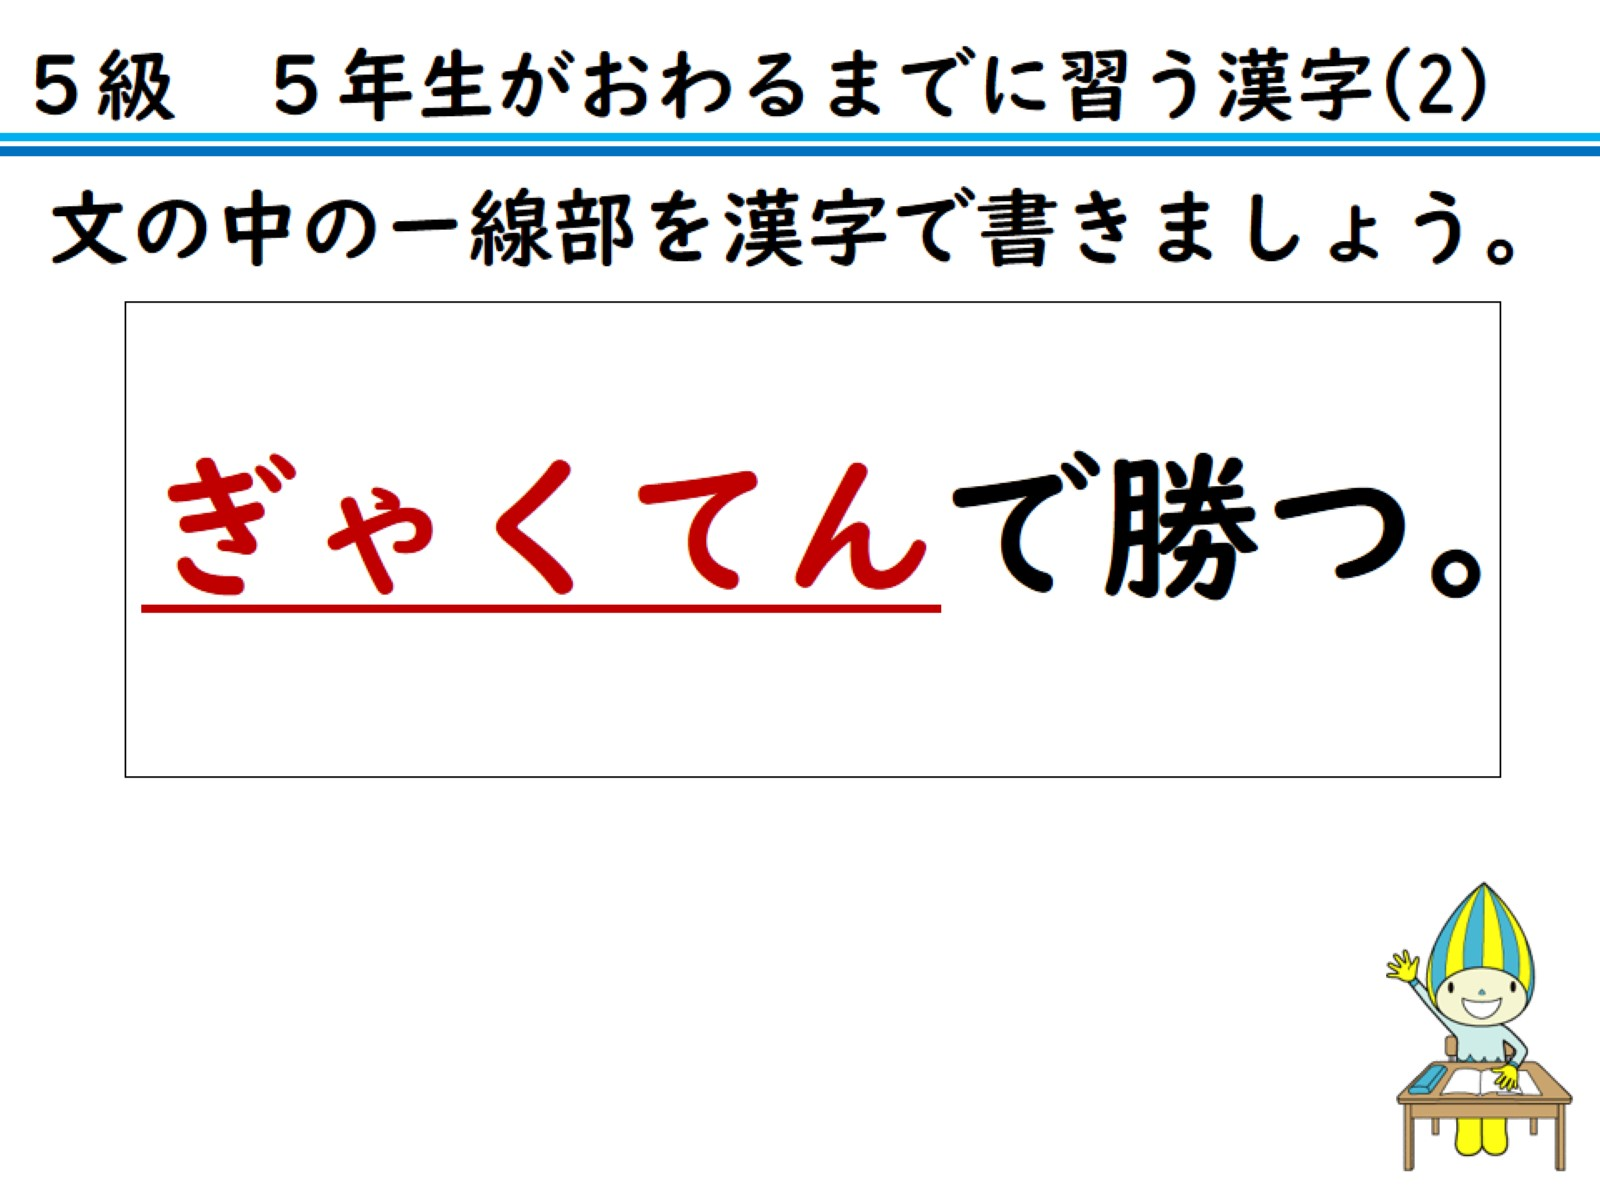 ５級　５年生がおわるまでに習う漢字(2)
文の中の一線部を漢字で書きましょう。
ぎゃくてんで勝つ。